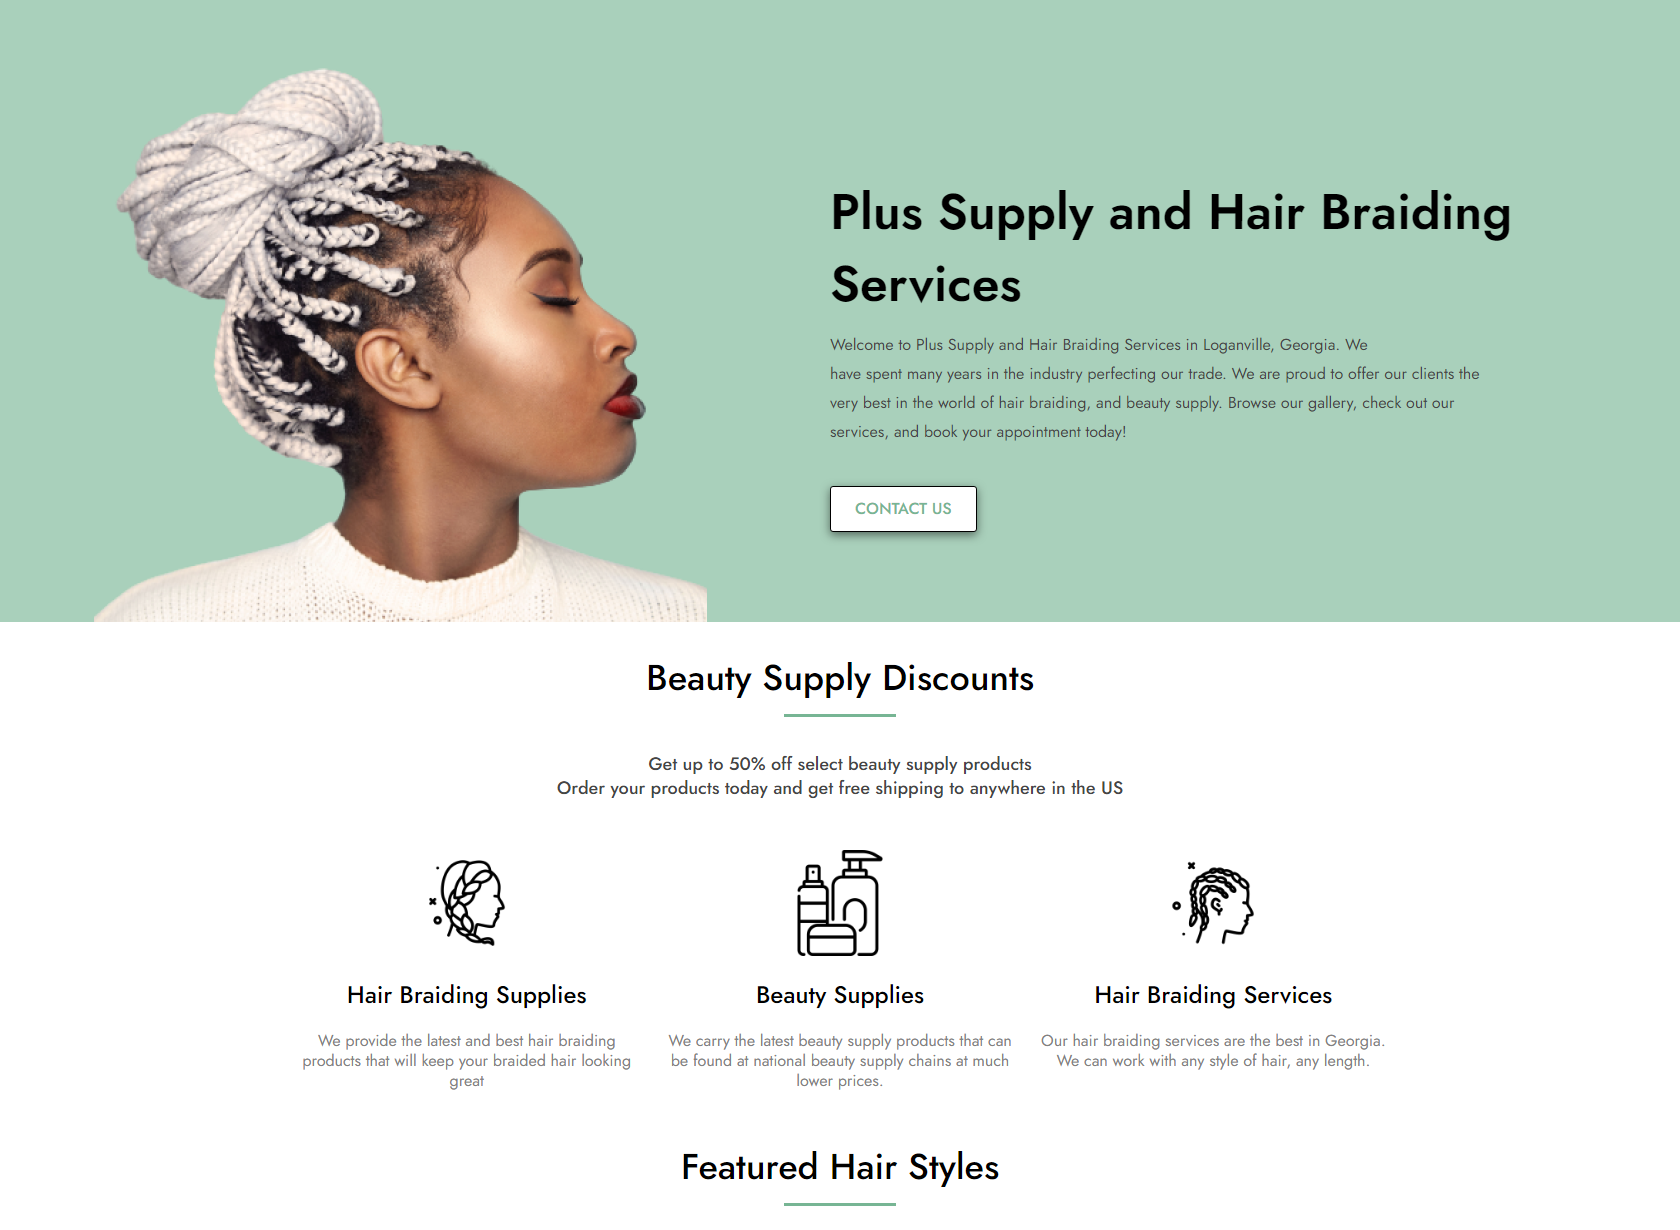 Plus Supply and Hair Braiding
Services
Welcome to Plus Supply and Hair Braiding Services in Loganville, Georgia. We
have spent many years in the industry perfecting our trade. We are proud to offer our clients the
very best in the world of hair braiding, and beauty supply. Browse our gallery, check out our
services, and book your appointment today!
CONTACT US
Beauty Supply Discounts
Get up to 50% off select beauty supply products
Order your products today and get free shipping to anywhere in the US
Hair Braiding Supplies
We provide the latest and best hair braiding
products that will keep your braided hair looking
great
Beauty Supplies
We carry the latest beauty supply products that can
be found at national beauty supply chains at much
lower prices.
Hair Braiding Services
Our hair braiding services are the best in Georgia.
We can work with any style of hair, any length.
Featured Hair Styles